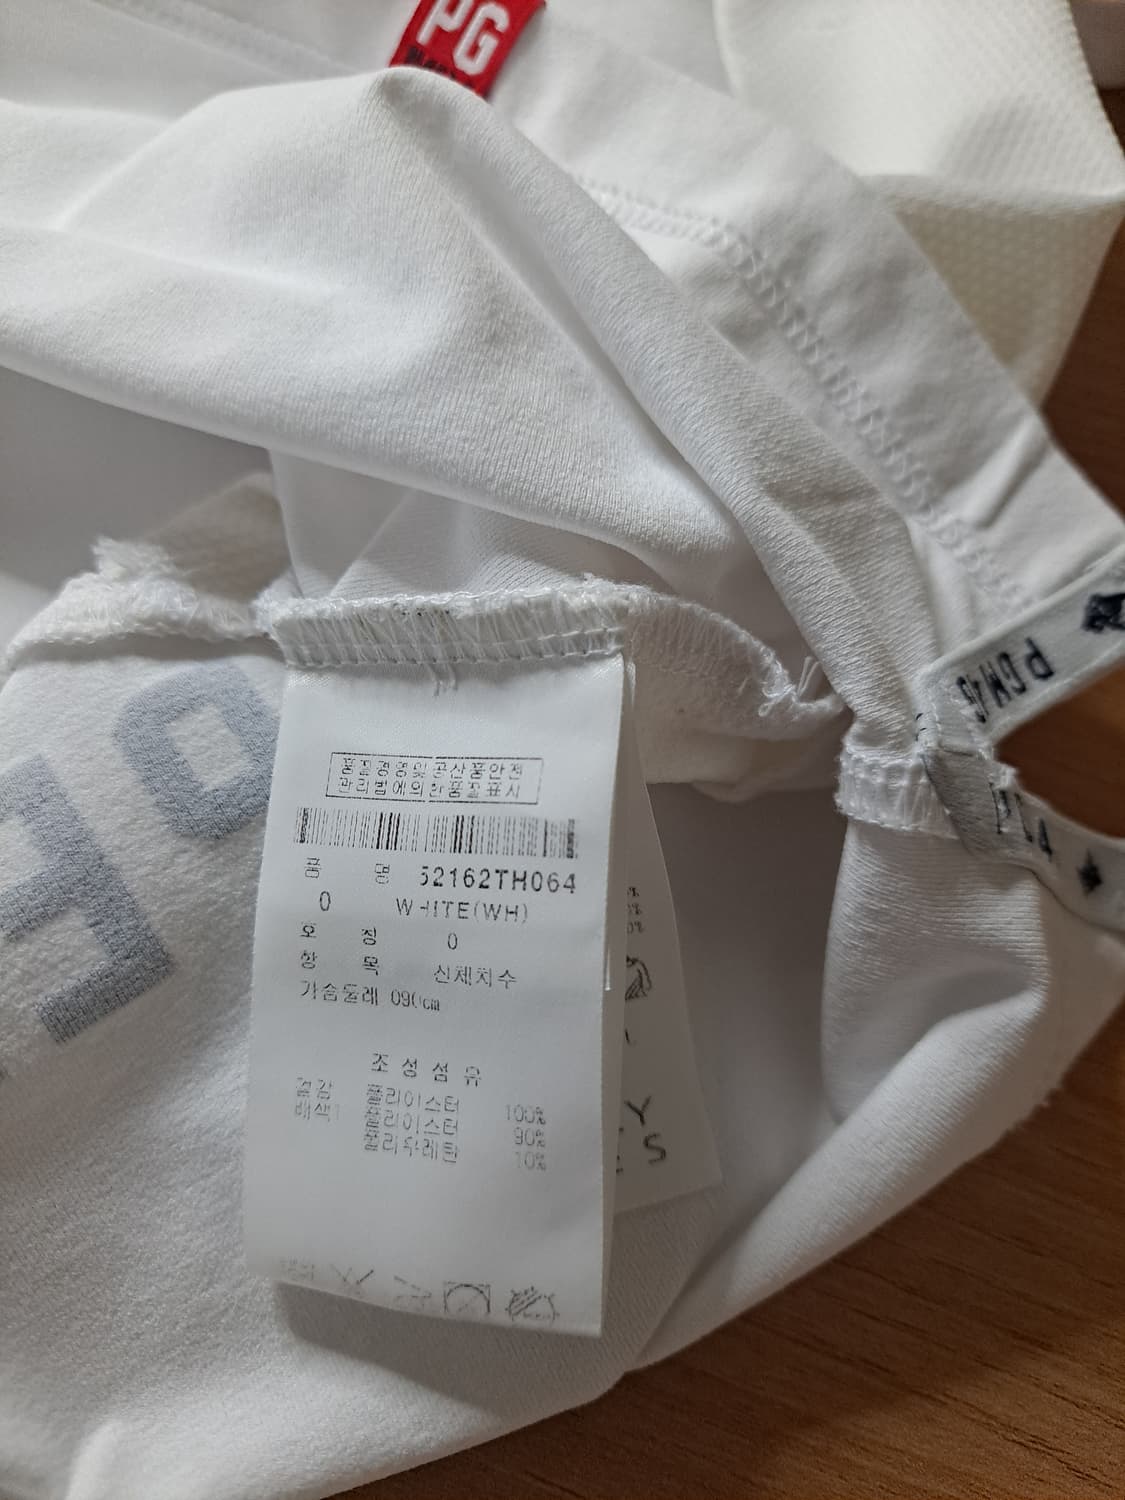 PG
PGM4G
PG4
품질경영및공산품안전
관리법에의한품질표시
품 명 52162TH064
0 WHITE(WH)
호 칭 0
항 목 신체치수
가슴둘레 090cm
조 성 섬 유
겉감 폴리에스터 100%
배색1 폴리에스터 90%
폴리우레탄 10%
Y
S